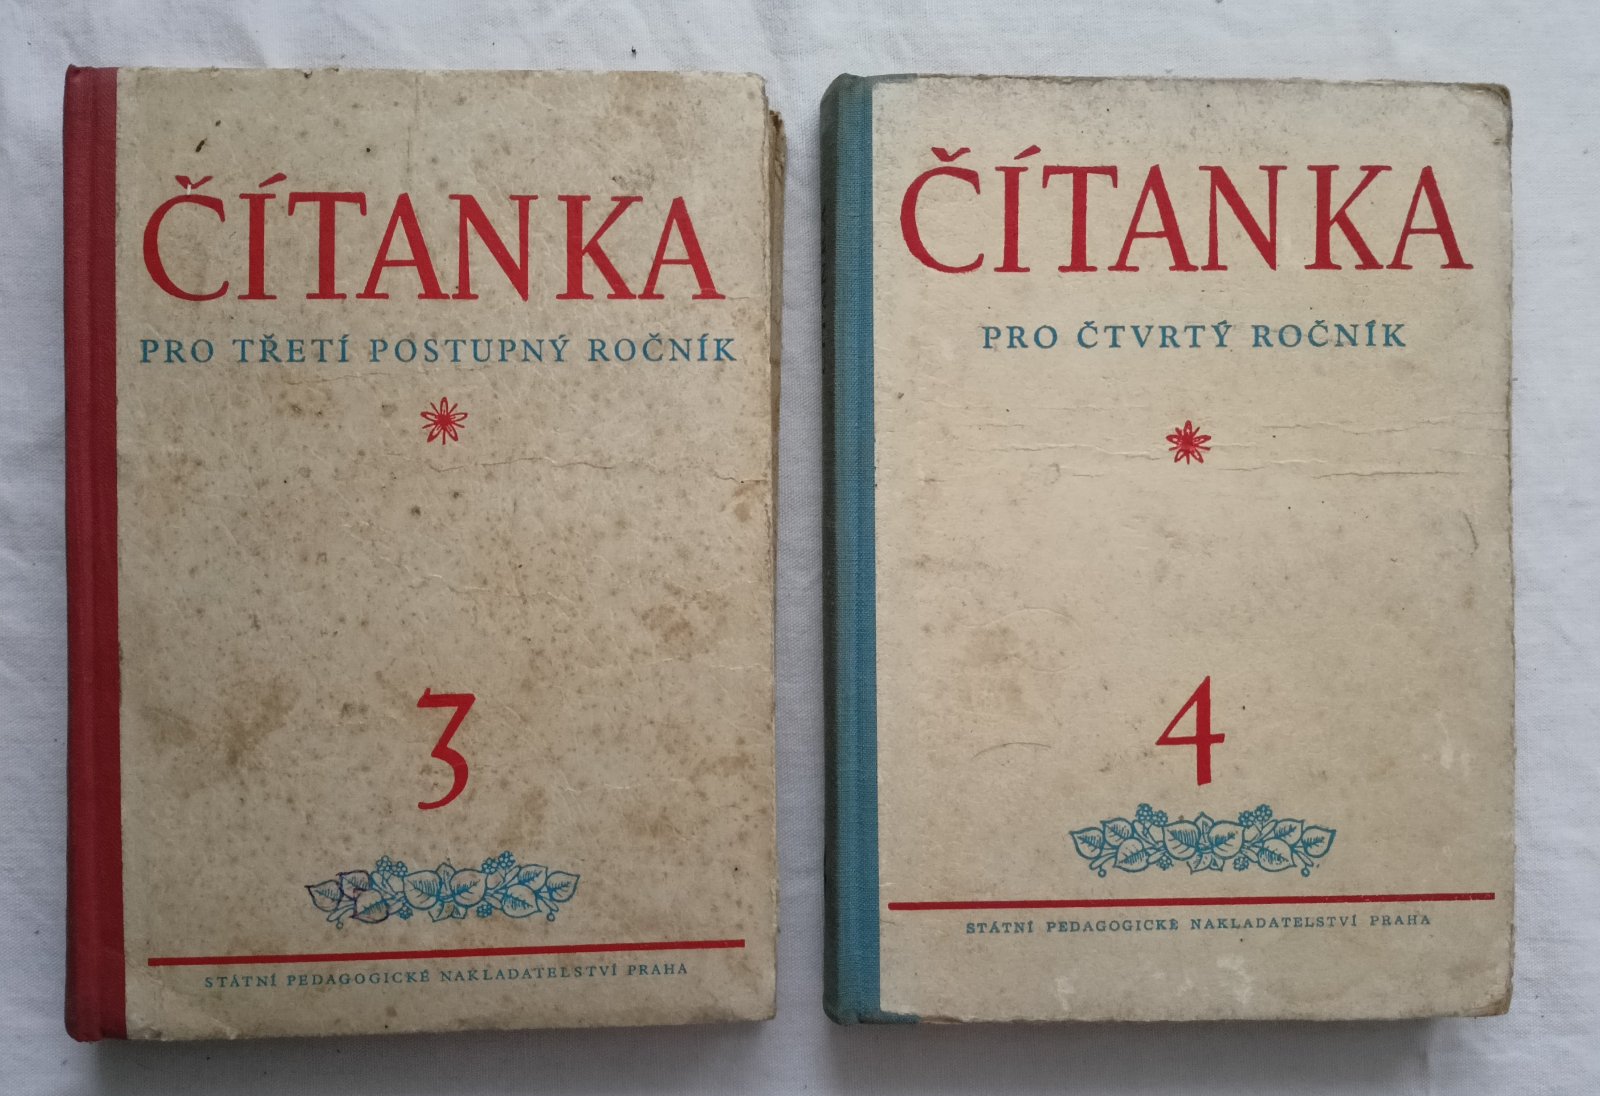 ČÍTANKA
PRO TŘETÍ POSTUPNÝ ROČNÍK
3
STÁTNÍ PEDAGOGICKÉ NAKLADATELSTVÍ PRAHA
ČÍTANKA
PRO ČTVRTÝ ROČNÍK
4
STÁTNÍ PEDAGOGICKÉ NAKLADATELSTVÍ PRAHA